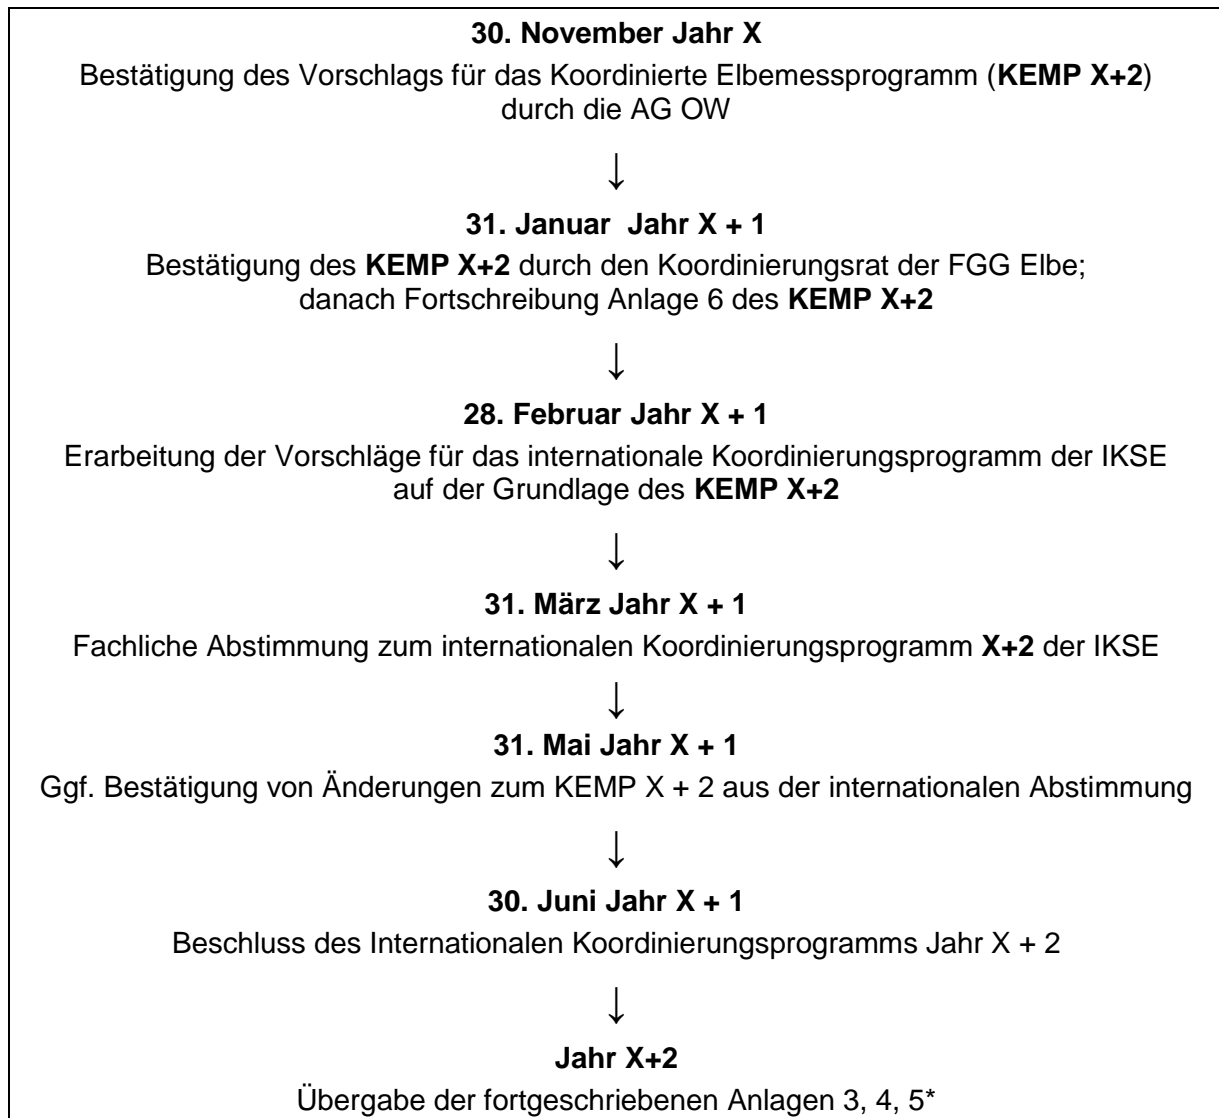 30. November Jahr X
Bestätigung des Vorschlags für das Koordinierte Elbemessprogramm (KEMP X+2)
durch die AG OW
↓
31. Januar Jahr X + 1
Bestätigung des KEMP X+2 durch den Koordinierungsrat der FGG Elbe;
danach Fortschreibung Anlage 6 des KEMP X+2
↓
28. Februar Jahr X + 1
Erarbeitung der Vorschläge für das internationale Koordinierungsprogramm der IKSE
auf der Grundlage des KEMP X+2
↓
31. März Jahr X + 1
Fachliche Abstimmung zum internationalen Koordinierungsprogramm X+2 der IKSE
↓
31. Mai Jahr X + 1
Ggf. Bestätigung von Änderungen zum KEMP X + 2 aus der internationalen Abstimmung
↓
30. Juni Jahr X + 1
Beschluss des Internationalen Koordinierungsprogramms Jahr X + 2
↓
Jahr X+2
Übergabe der fortgeschriebenen Anlagen 3, 4, 5*